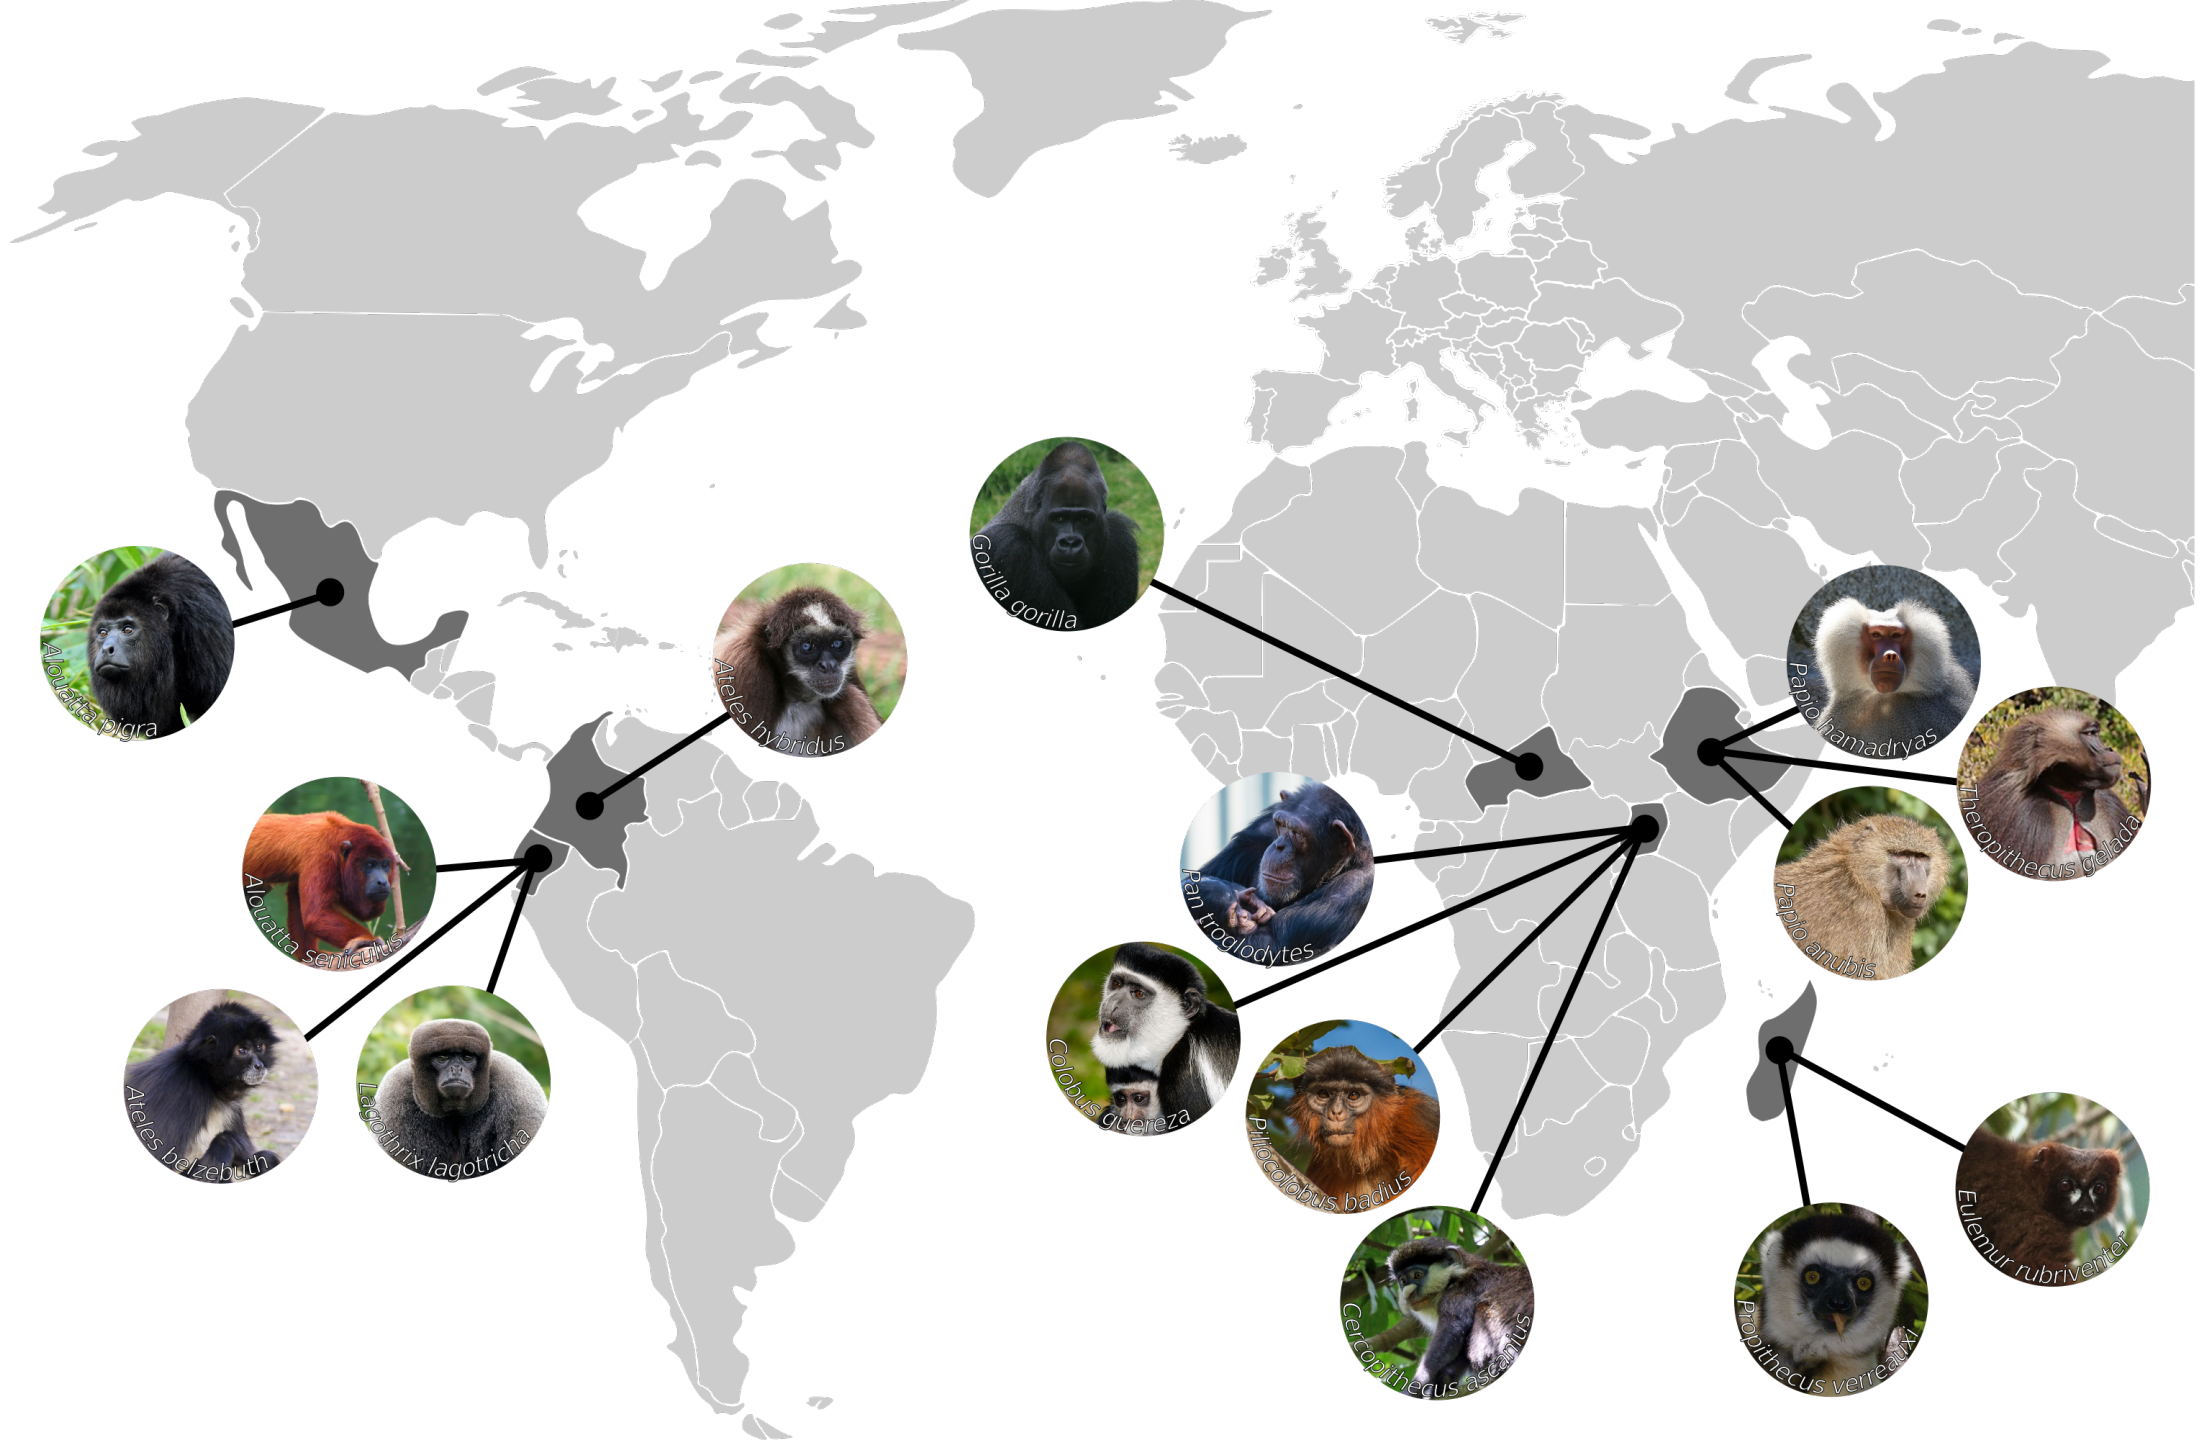 Gorilla gorilla
Alouatta pigra
Ateles hybridus
Papio hamadryas
Theropithecus gelada
Alouatta seniculus
Pan troglodytes
Papio anubis
Ateles belzebuth
Lagothrix lagotricha
Colobus guereza
Piliocolobus badius
Cercopithecus ascanius
Propithecus verreauxi
Eulemur rubriventer